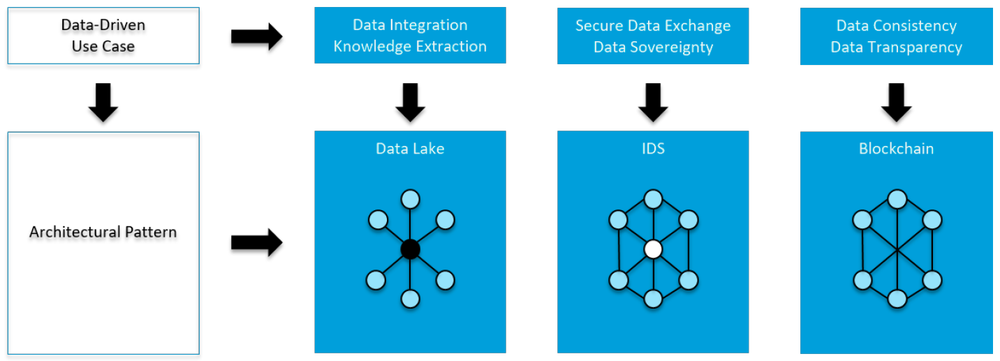 Data-Driven
Use Case
Data Integration
Knowledge Extraction
Secure Data Exchange
Data Sovereignty
Data Consistency
Data Transparency
Architectural Pattern
Data Lake
IDS
Blockchain